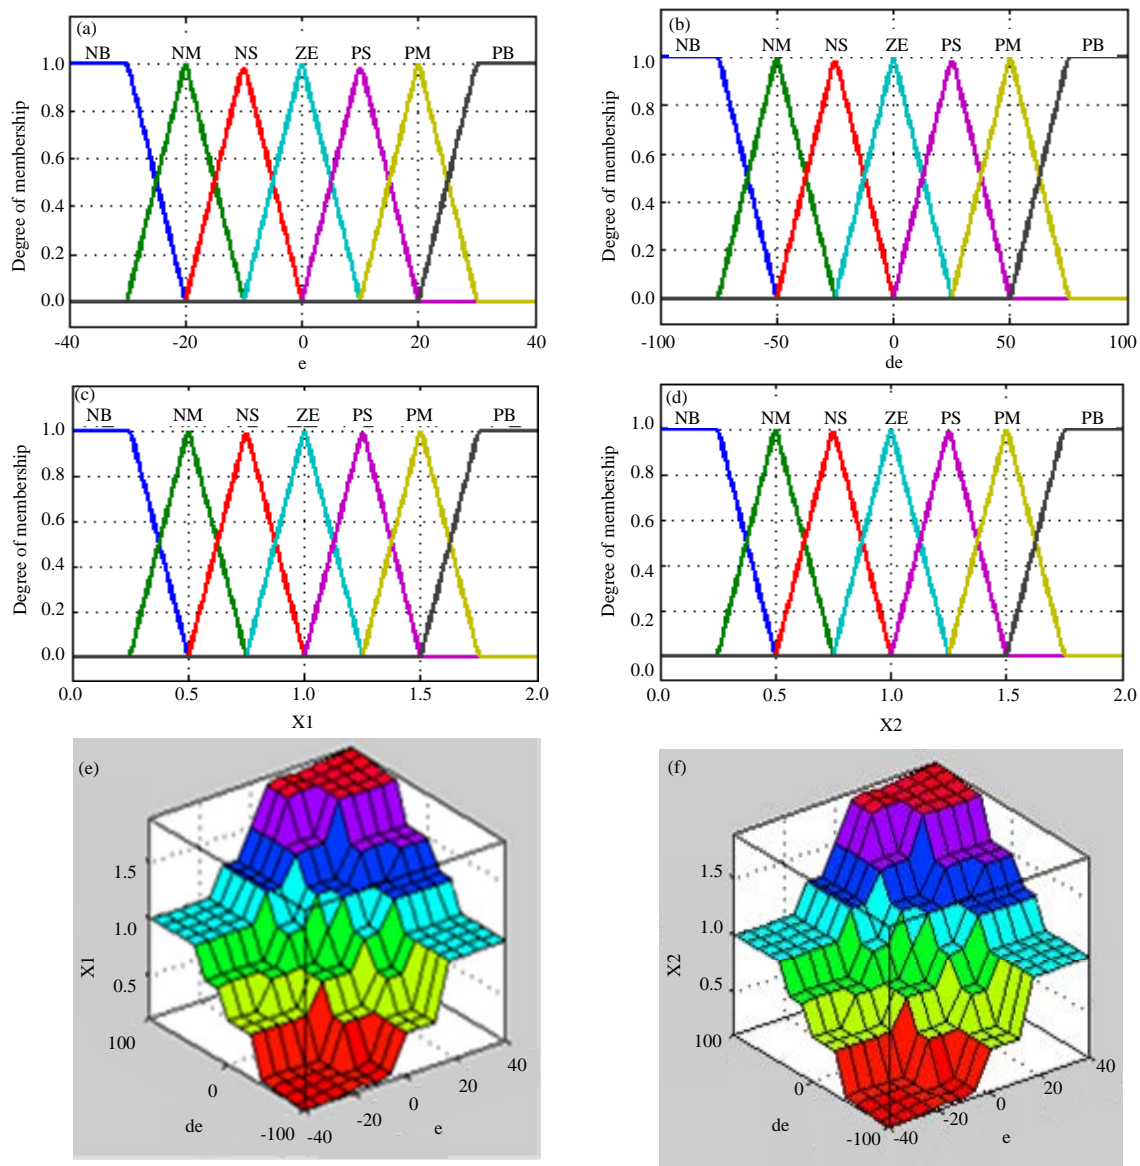 (a)
NB NM NS ZE PS PM PB
1.0
0.8
0.6
0.4
0.2
0.0
Degree of membership
-40 -20 0 20 40
e
(b)
NB NM NS ZE PS PM PB
1.0
0.8
0.6
0.4
0.2
0.0
Degree of membership
-100 -50 0 50 100
de
(c)
NB NM NS ZE PS PM PB
1.0
0.8
0.6
0.4
0.2
0.0
Degree of membership
0.0 0.5 1.0 1.5 2.0
X1
(d)
NB NM NS ZE PS PM PB
1.0
0.8
0.6
0.4
0.2
0.0
Degree of membership
0.0 0.5 1.0 1.5 2.0
X2
(e)
1.5
1.0
0.5
X1
100
0
-100
de
-40
-20
0
20
40
e
(f)
1.5
1.0
0.5
X2
100
0
-100
de
-40
-20
0
20
40
e